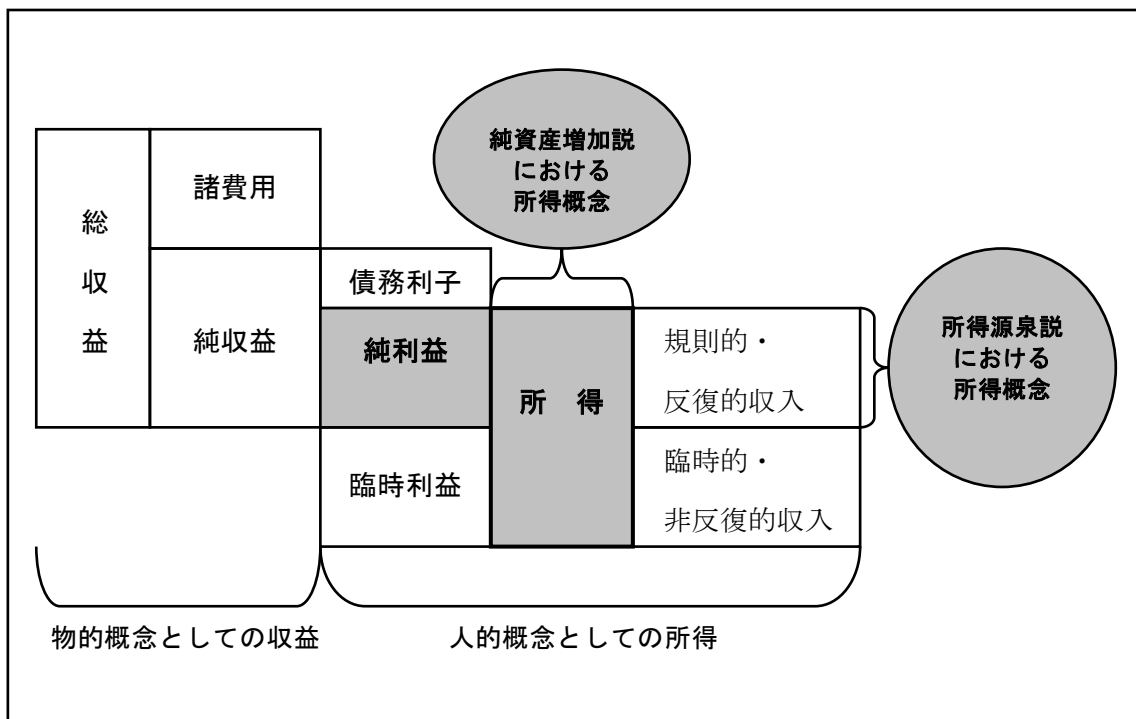 純資産増加説
における
所得概念
諸費用
総
収
益
純収益
債務利子
純利益
臨時利益
所　得
規則的・
反復的収入
臨時的・
非反復的収入
所得源泉説
における
所得概念
物的概念としての収益
人的概念としての所得